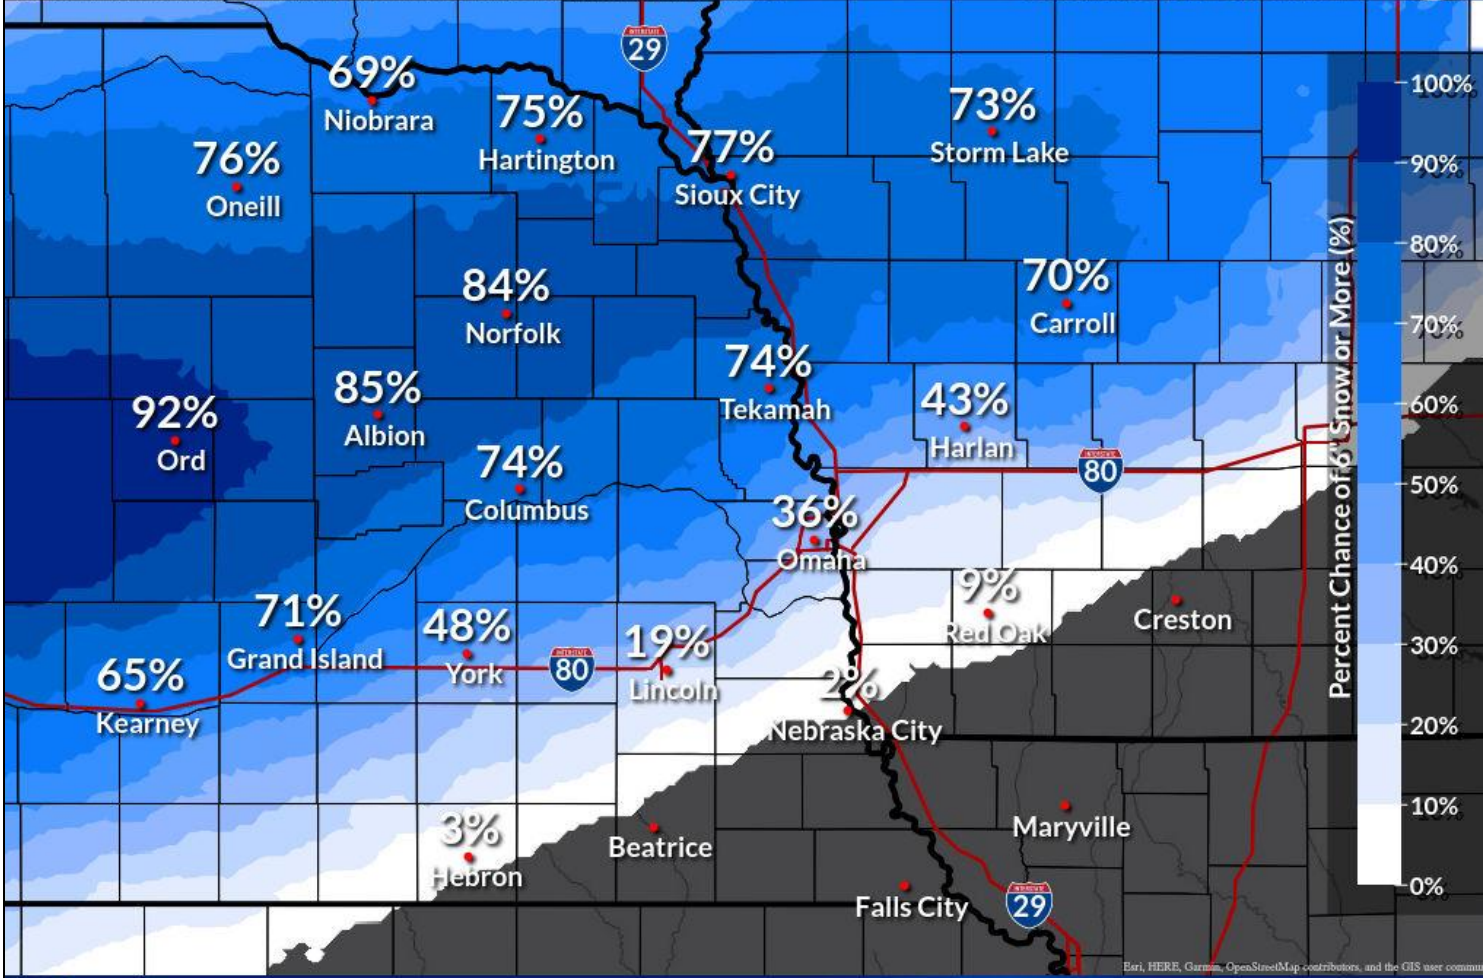 INTERSTATE
29
69%
Niobrara
75%
Hartington
77%
Sioux City
73%
Storm Lake
76%
Oneill
84%
Norfolk
70%
Carroll
74%
Tekamah
43%
Harlan
85%
Albion
92%
Ord
74%
Columbus
INTERSTATE
80
36%
Omaha
9%
Red Oak
Creston
71%
Grand Island
48%
York
INTERSTATE
80
19%
Lincoln
65%
Kearney
2%
Nebraska City
3%
Hebron
Beatrice
Maryville
Falls City
INTERSTATE
29
Percent Chance of 6" Snow or More (%)
100%
90%
80%
70%
60%
50%
40%
30%
20%
10%
0%
Esri, HERE, Garmin, OpenStreetMap contributors, and the GIS user